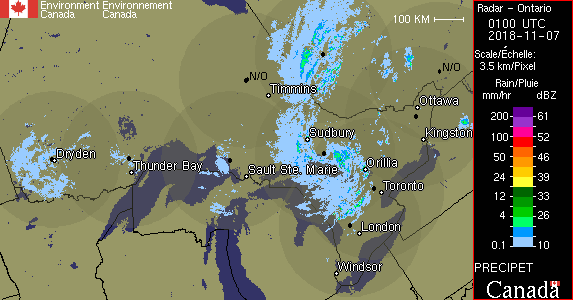 Environment Environnement
Canada Canada
100 KM
Radar - Ontario
0100 UTC
2018-11-07
Scale/Échelle:
3.5 km/Pixel
Rain/Pluie
mm/hr dBZ
200 61
100 52
50 46
24 39
12 33
4 26
0.1 10
PRECIPET
Canada
N/O
N/O
Timmins
Ottawa
Sudbury
Kingston
Dryden
Thunder Bay
Sault Ste. Marie
Orillia
Toronto
London
Windsor